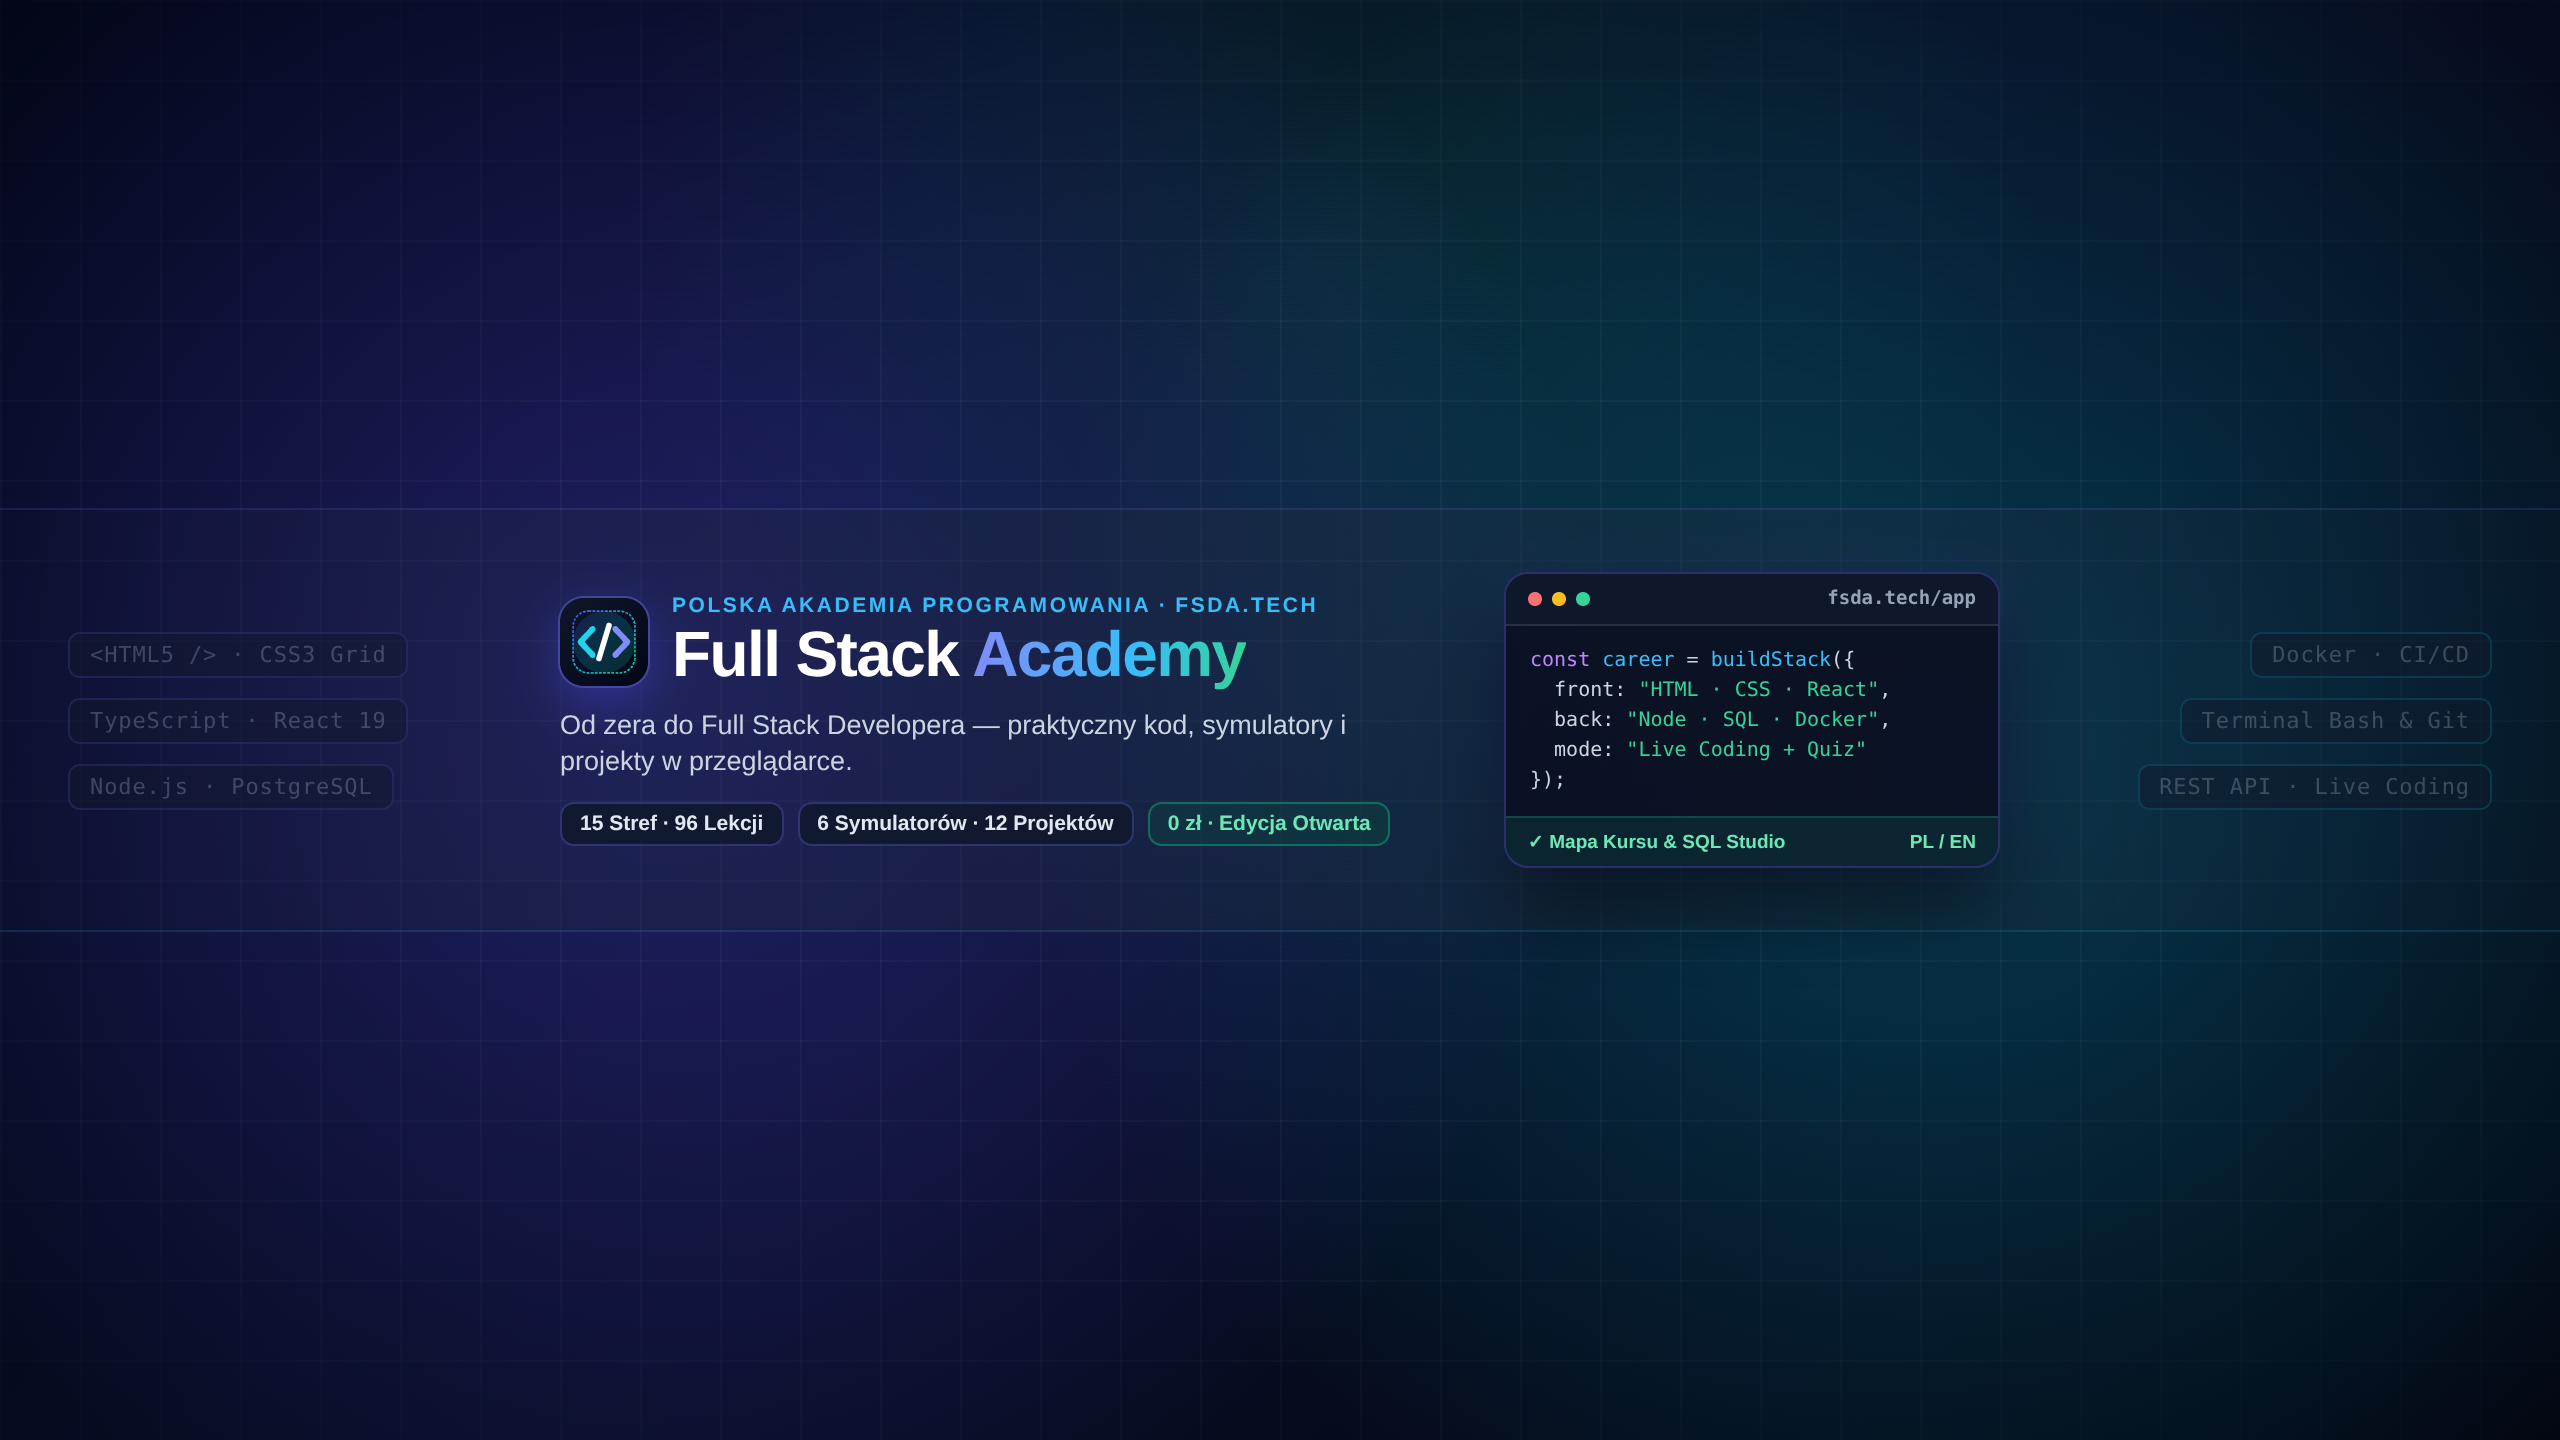 <HTML5 /> · CSS3 Grid
TypeScript · React 19
Node.js · PostgreSQL
POLSKA AKADEMIA PROGRAMOWANIA · FSDA.TECH
Full Stack Academy
Od zera do Full Stack Developera — praktyczny kod, symulatory i
projekty w przeglądarce.
15 Stref · 96 Lekcji
6 Symulatorów · 12 Projektów
0 zł · Edycja Otwarta
fsda.tech/app
const career = buildStack({
  front: "HTML · CSS · React",
  back: "Node · SQL · Docker",
  mode: "Live Coding + Quiz"
});
✓ Mapa Kursu & SQL Studio
PL / EN
Docker · CI/CD
Terminal Bash & Git
REST API · Live Coding